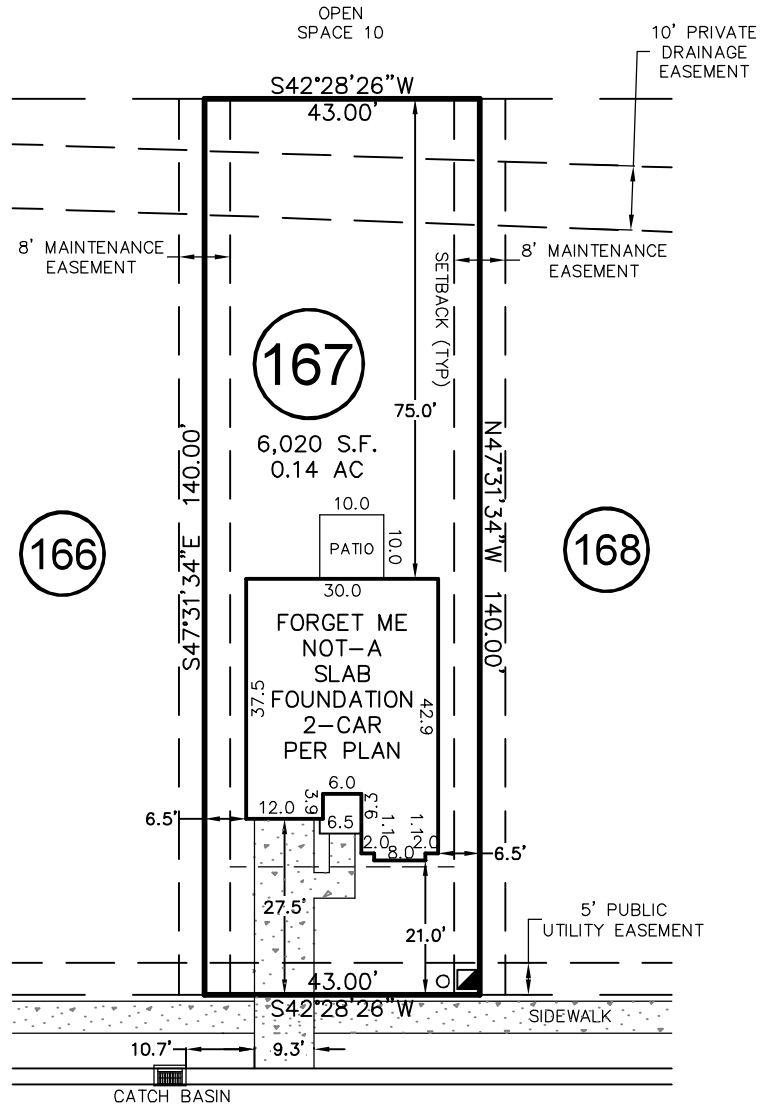 OPEN
SPACE 10
10' PRIVATE
DRAINAGE
EASEMENT
S42°28'26"W
43.00'
8' MAINTENANCE
EASEMENT
8' MAINTENANCE
EASEMENT
SETBACK (TYP)
167
75.0'
6,020 S.F.
0.14 AC
S47°31'34"E 140.00'
N47°31'34"W 140.00'
166
168
10.0
10.0
PATIO
30.0
FORGET ME
NOT-A
SLAB
FOUNDATION
2-CAR
PER PLAN
37.5
42.9
6.0
12.0
3.9
6.5
9.3
1.1
1.1
2.0
8.0
2.0
6.5'
6.5'
27.5'
21.0'
5' PUBLIC
UTILITY EASEMENT
43.00'
S42°28'26"W
SIDEWALK
10.7'
9.3'
CATCH BASIN